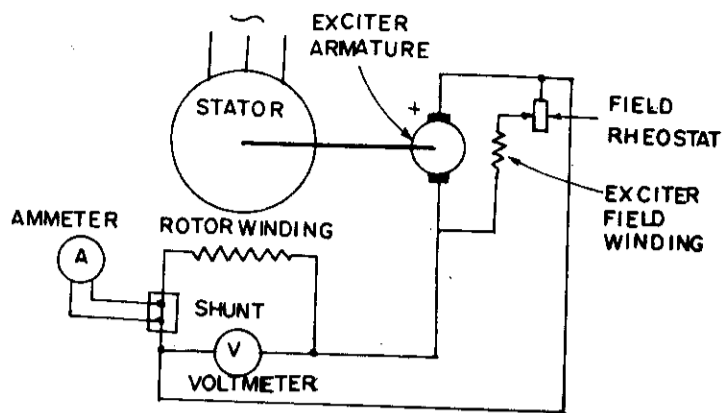 EXCITER
ARMATURE
STATOR
+
FIELD
RHEOSTAT
EXCITER
FIELD
WINDING
AMMETER
ROTOR WINDING
A
SHUNT
V
VOLTMETER